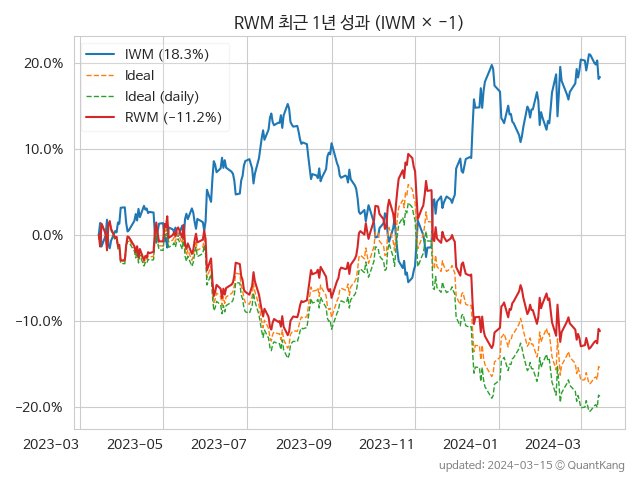 RWM 최근 1년 성과 (IWM × −1)
IWM (18.3%)
Ideal
Ideal (daily)
RWM (−11.2%)
20.0%
10.0%
0.0%
−10.0%
−20.0%
2023−03 2023−05 2023−07 2023−09 2023−11 2024−01 2024−03
updated: 2024−03−15 ⓒ QuantKang